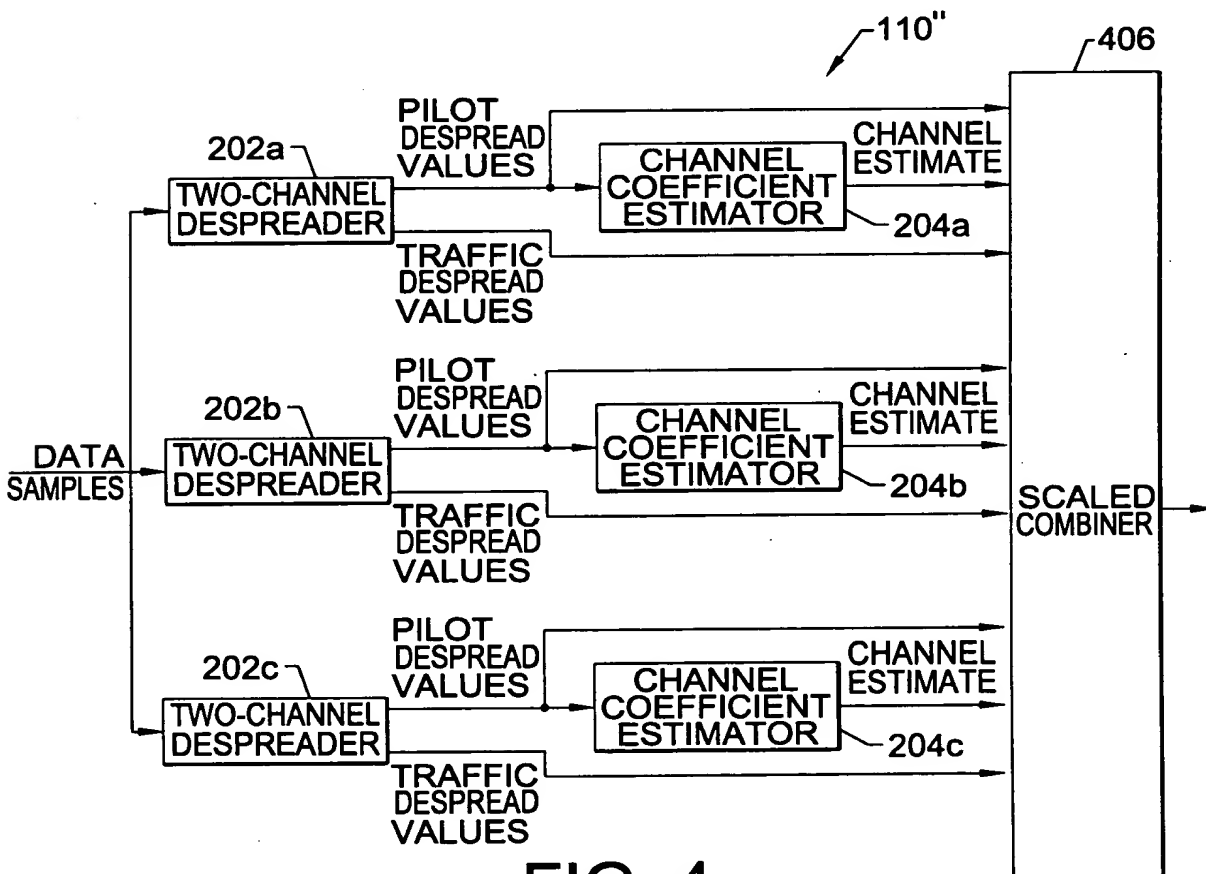 110"
406
PILOT
DESPREAD
VALUES
CHANNEL
ESTIMATE
202a
CHANNEL
COEFFICIENT
ESTIMATOR
TWO-CHANNEL
DESPREADER
204a
TRAFFIC
DESPREAD
VALUES
PILOT
DESPREAD
VALUES
CHANNEL
ESTIMATE
202b
CHANNEL
COEFFICIENT
ESTIMATOR
DATA
SAMPLES
TWO-CHANNEL
DESPREADER
204b
SCALED
COMBINER
TRAFFIC
DESPREAD
VALUES
PILOT
DESPREAD
VALUES
CHANNEL
ESTIMATE
202c
CHANNEL
COEFFICIENT
ESTIMATOR
TWO-CHANNEL
DESPREADER
204c
TRAFFIC
DESPREAD
VALUES
FIG. 4